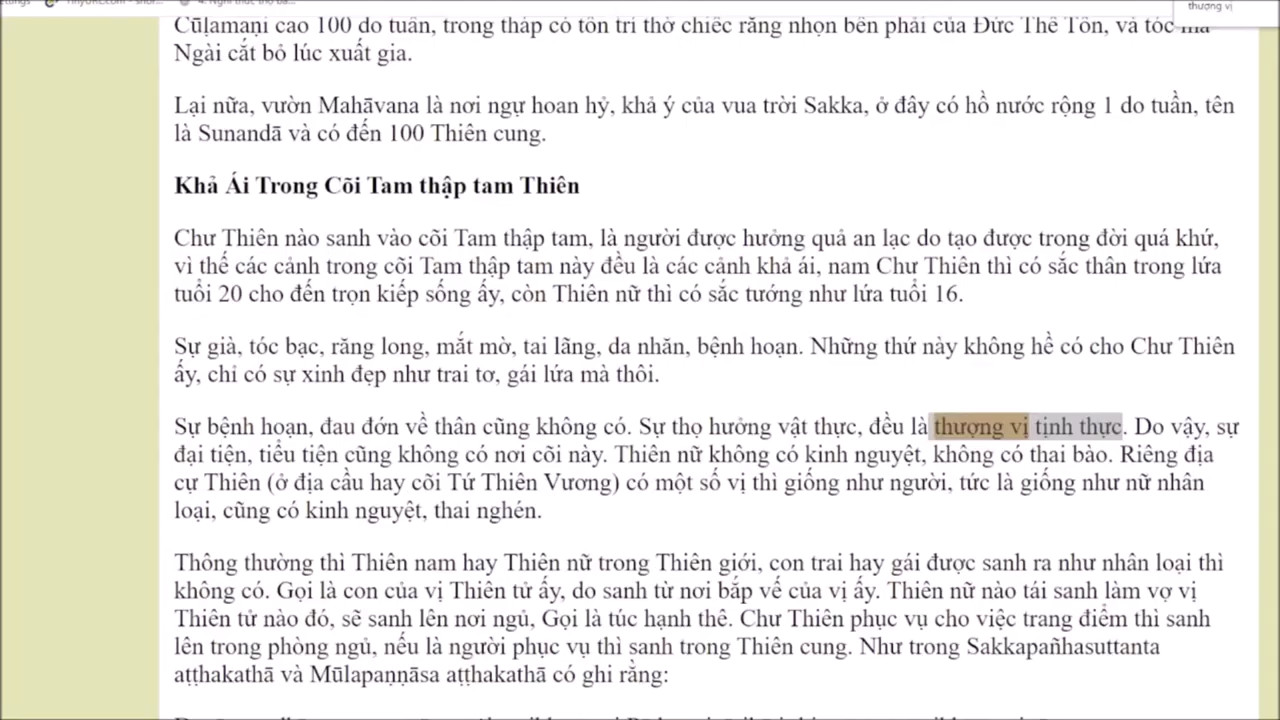 thượng vị
Cūḷamaṇi cao 100 do tuần, trong tháp có tôn trí thờ chiếc răng nhọn bên phải của Đức Thế Tôn, và tóc mà
Ngài cắt bỏ lúc xuất gia.
Lại nữa, vườn Mahāvana là nơi ngự hoan hỷ, khả ý của vua trời Sakka, ở đây có hồ nước rộng 1 do tuần, tên
là Sunandā và có đến 100 Thiên cung.
Khả Ái Trong Cõi Tam thập tam Thiên
Chư Thiên nào sanh vào cõi Tam thập tam, là người được hưởng quả an lạc do tạo được trong đời quá khứ,
vì thế các cảnh trong cõi Tam thập tam này đều là các cảnh khả ái, nam Chư Thiên thì có sắc thân trong lứa
tuổi 20 cho đến trọn kiếp sống ấy, còn Thiên nữ thì có sắc tướng như lứa tuổi 16.
Sự già, tóc bạc, răng long, mắt mờ, tai lãng, da nhăn, bệnh hoạn. Những thứ này không hề có cho Chư Thiên
ấy, chỉ có sự xinh đẹp như trai tơ, gái lứa mà thôi.
Sự bệnh hoạn, đau đớn về thân cũng không có. Sự thọ hưởng vật thực, đều là thượng vị tịnh thực. Do vậy, sự
đại tiện, tiểu tiện cũng không có nơi cõi này. Thiên nữ không có kinh nguyệt, không có thai bào. Riêng địa
cự Thiên (ở địa cầu hay cõi Tứ Thiên Vương) có một số vị thì giống như người, tức là giống như nữ nhân
loại, cũng có kinh nguyệt, thai nghén.
Thông thường thì Thiên nam hay Thiên nữ trong Thiên giới, con trai hay gái được sanh ra như nhân loại thì
không có. Gọi là con của vị Thiên tử ấy, do sanh từ nơi bắp vế của vị ấy. Thiên nữ nào tái sanh làm vợ vị
Thiên tử nào đó, sẽ sanh lên nơi ngủ, Gọi là túc hạnh thê. Chư Thiên phục vụ cho việc trang điểm thì sanh
lên trong phòng ngủ, nếu là người phục vụ thì sanh trong Thiên cung. Như trong Sakkapañhasuttanta
aṭṭhakathā và Mūlapaṇṇāsa aṭṭhakathā có ghi rằng: